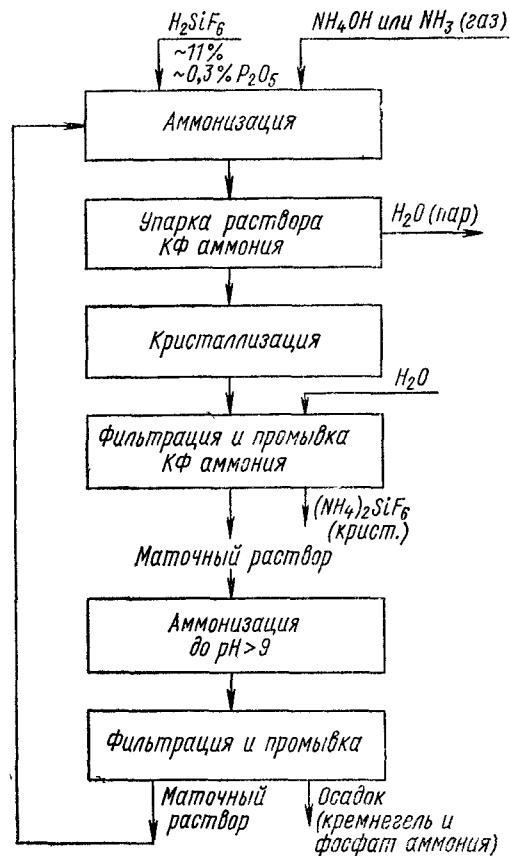 H₂SiF₆
~11%
~0,3% P₂O₅
NH₄OH или NH₃ (газ)
Аммонизация
Упарка раствора
КФ аммония
H₂O (пар)
Кристаллизация
H₂O
Фильтрация и промывка
КФ аммония
(NH₄)₂SiF₆
(крист.)
Маточный раствор
Аммонизация
до pH>9
Фильтрация и промывка
Маточный
раствор
Осадок
(кремнегель и
фосфат аммония)